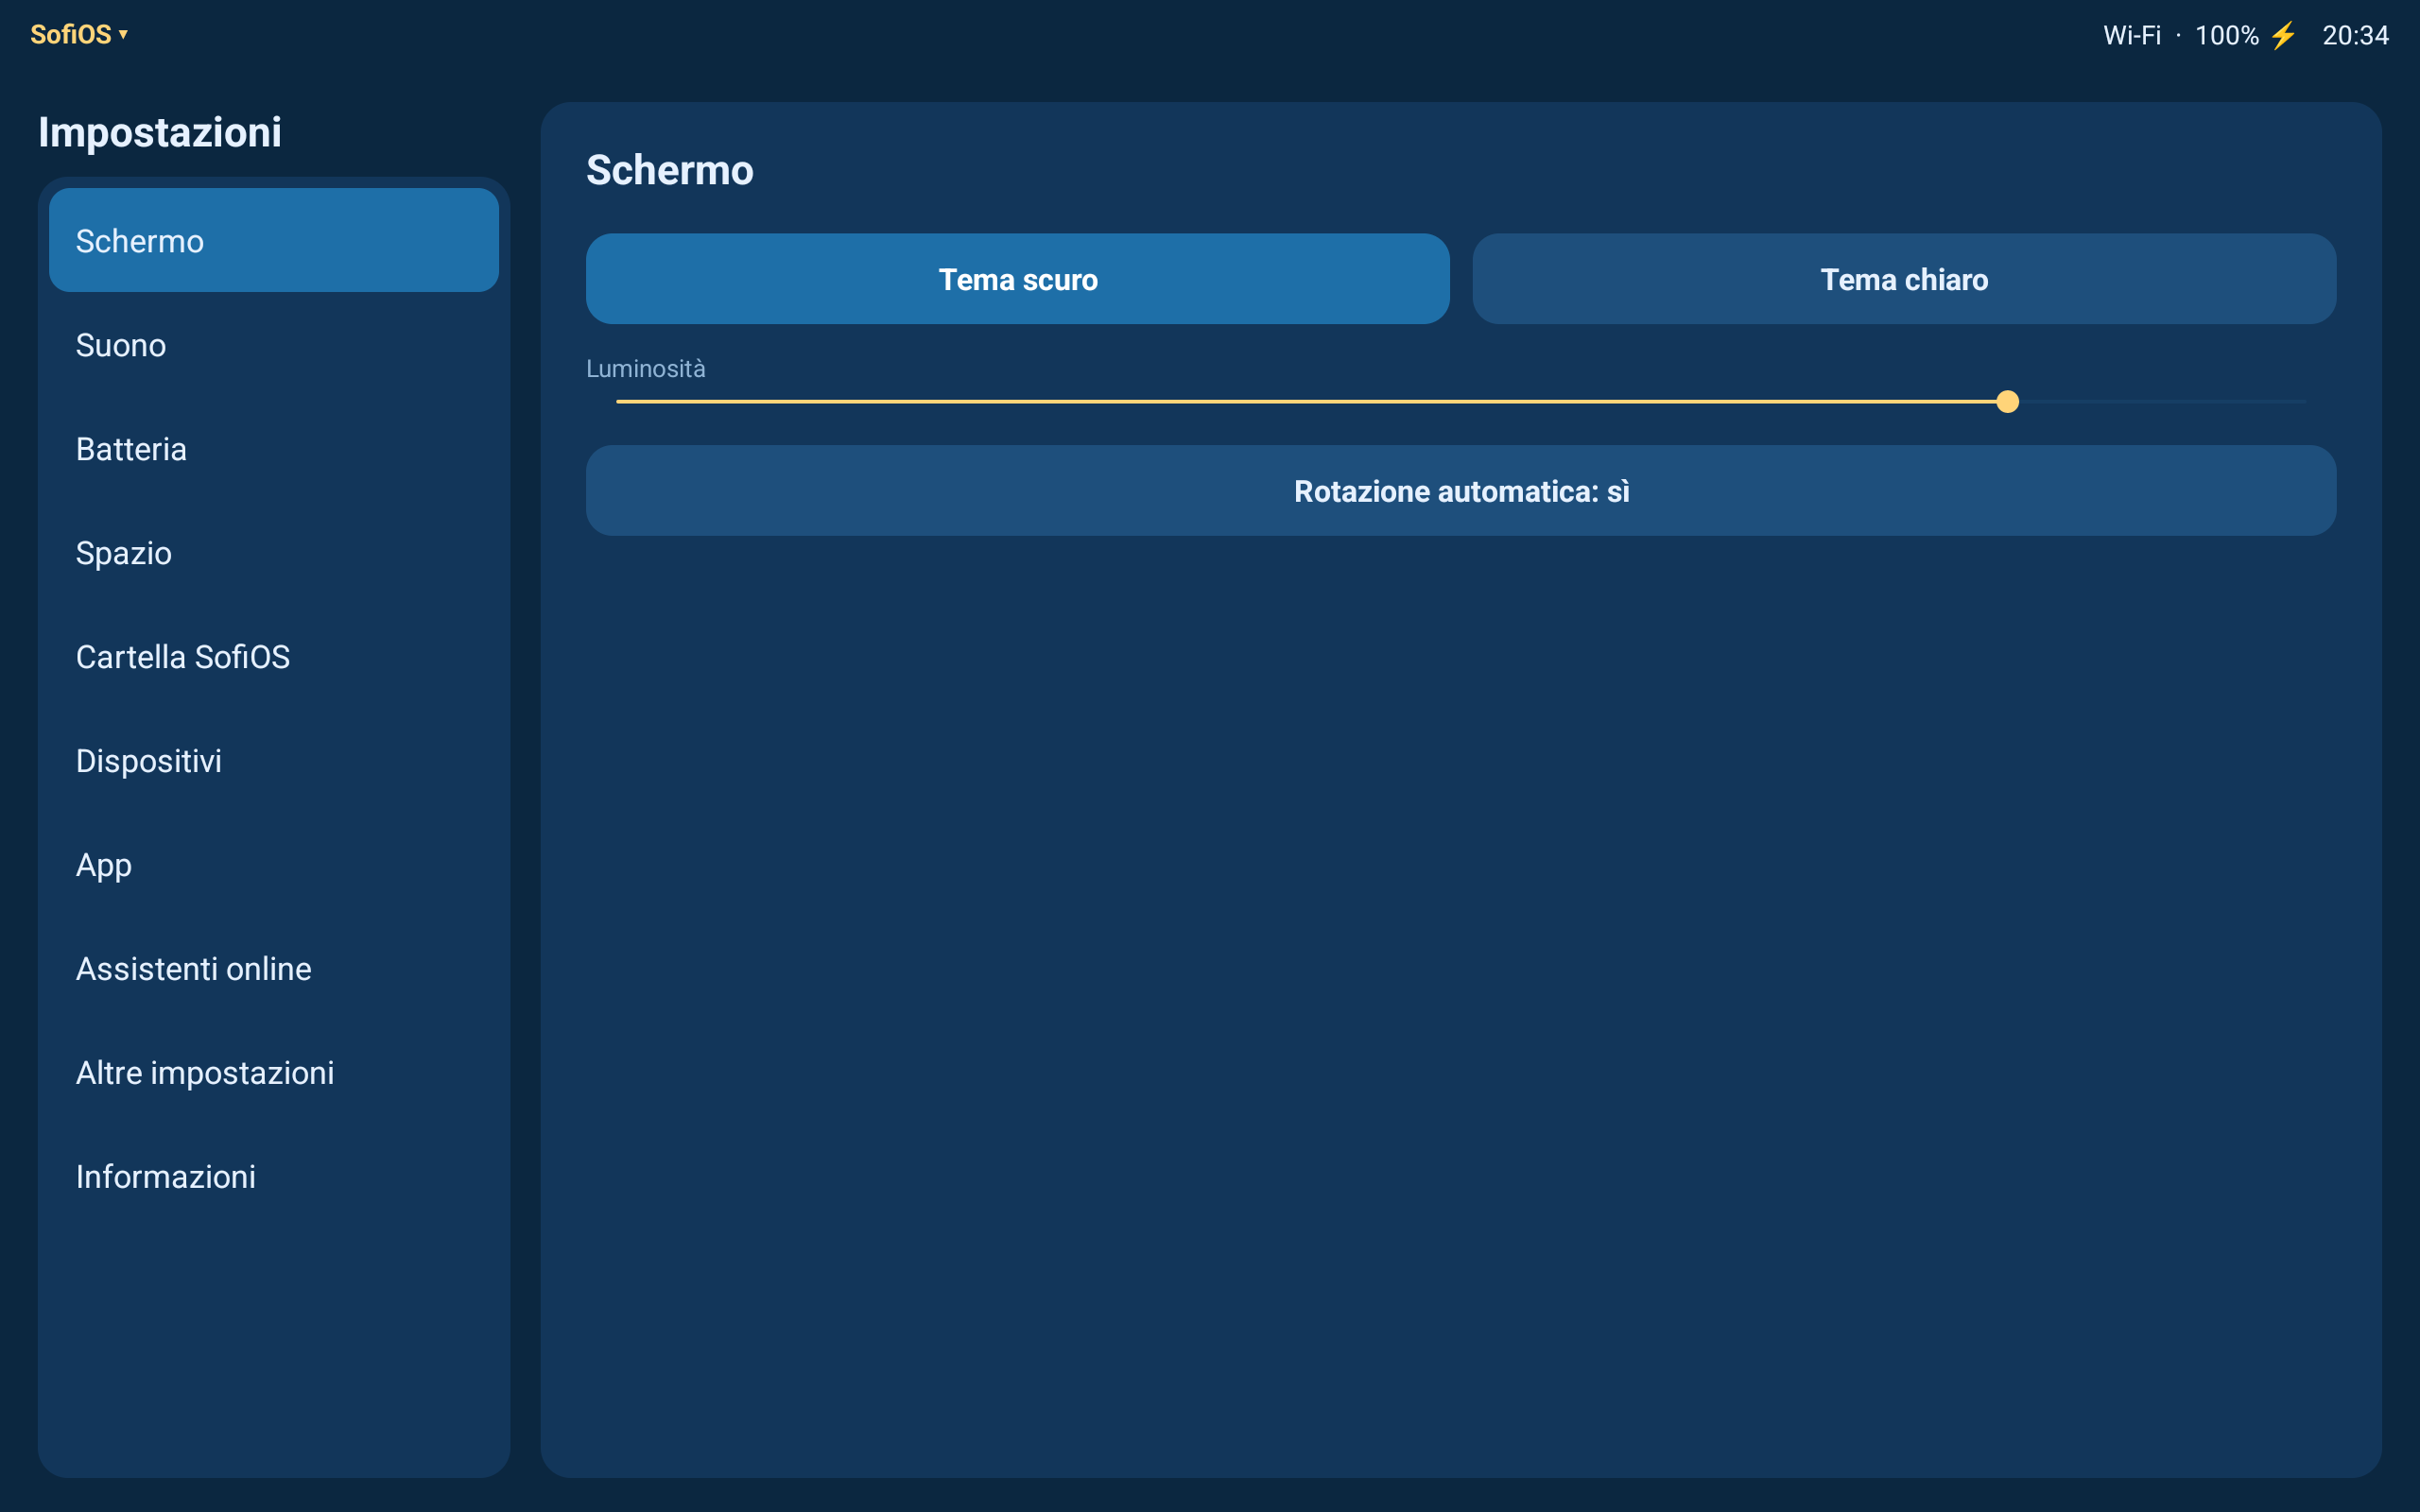 SofiOS ▾
Wi-Fi · 100% ⚡ 20:34
Impostazioni
Schermo
Suono
Batteria
Spazio
Cartella SofiOS
Dispositivi
App
Assistenti online
Altre impostazioni
Informazioni
Schermo
Tema scuro
Tema chiaro
Luminosità
Rotazione automatica: sì